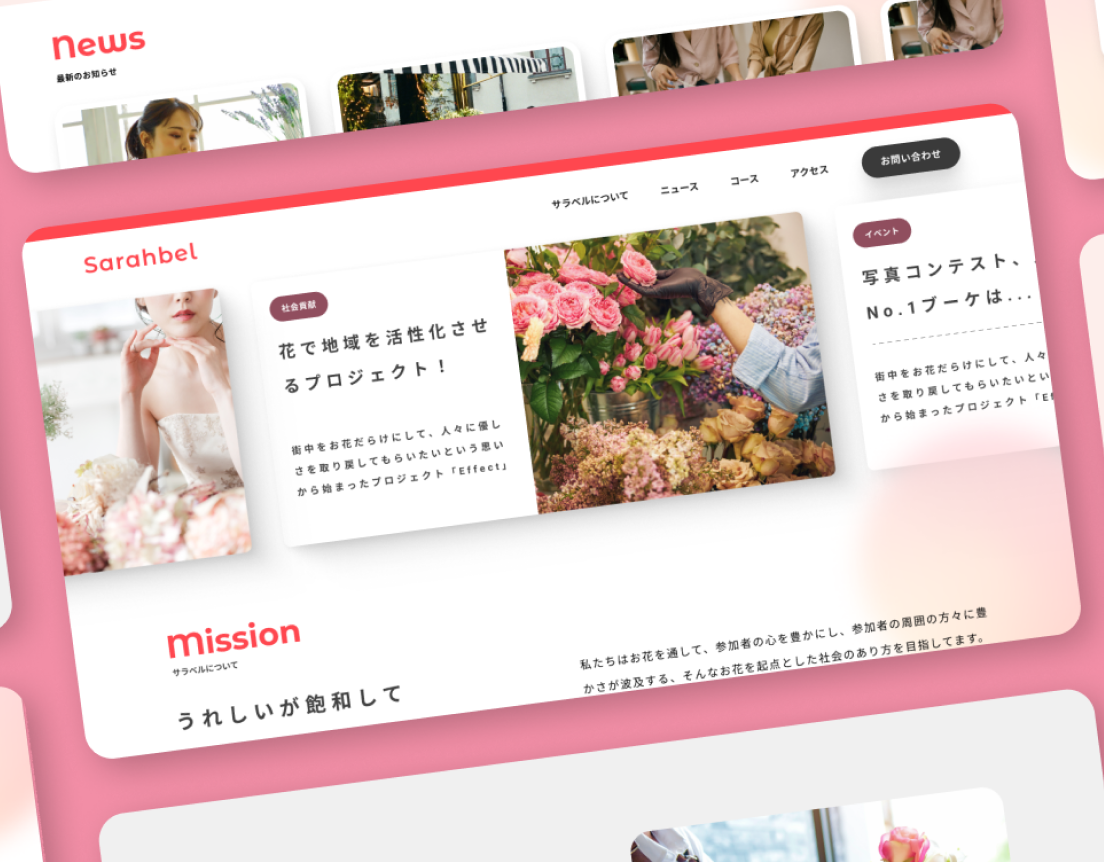 News
最新のお知らせ
サラベルについて ニュース コース アクセス お問い合わせ
Sarahbel
社会貢献
花で地域を活性化させ
るプロジェクト！
街中をお花だらけにして、人々に優し
さを取り戻してもらいたいという思い
から始まったプロジェクト「Effect」
イベント
写真コンテスト、
No.1ブーケは...
街中をお花だらけにして、人々
さを取り戻してもらいたいとい
から始まったプロジェクト「E
Mission
サラベルについて
うれしいが飽和して
私たちはお花を通して、参加者の心を豊かにし、参加者の周囲の方々に豊
かさが波及する、そんなお花を起点とした社会のあり方を目指してます。